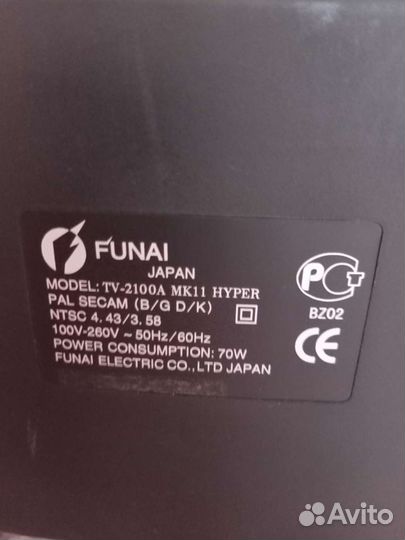 FUNAI
JAPAN
MODEL: TV-2100A MK11 HYPER
PAL SECAM (B/G D/K)
NTSC 4.43/3.58
100V-260V ~ 50Hz/60Hz
POWER CONSUMPTION: 70W
FUNAI ELECTRIC CO.,LTD JAPAN
РСТ
BZ02
CE
Avito